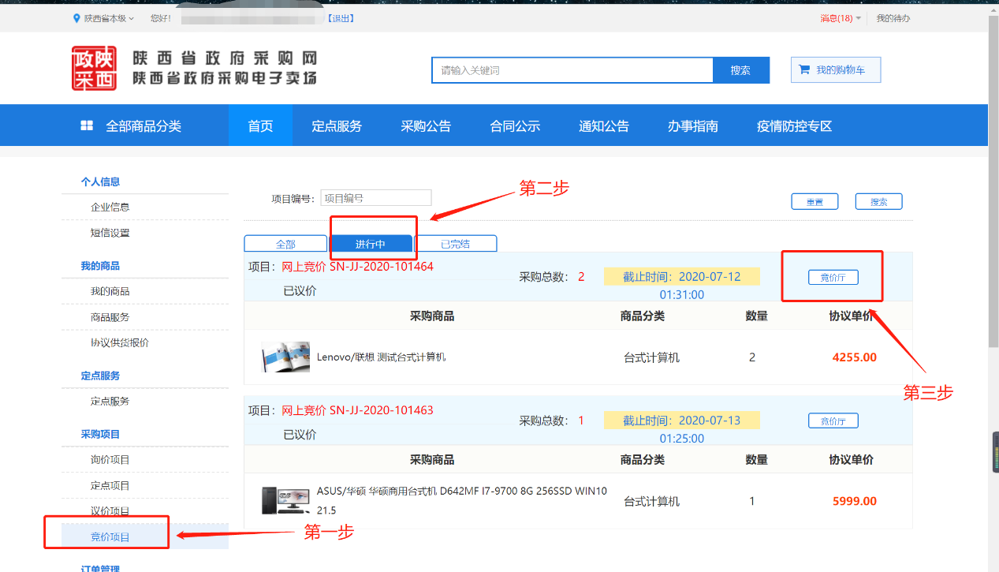 陕西省本级 您好! 【退出】 消息(18) 我的待办
政陕
采西
陕西省政府采购网
陕西省政府采购电子卖场
请输入关键词 搜索 我的购物车
全部商品分类 首页 定点服务 采购公告 合同公示 通知公告 办事指南 疫情防控专区
个人信息
企业信息
短信设置
我的商品
我的商品
商品服务
协议供货报价
定点服务
定点服务
采购项目
询价项目
定点项目
议价项目
竞价项目
订单管理
第一步
项目编号: 项目编号 重置 搜索
第二步
全部 进行中 已完结
项目: 网上竞价 SN-JJ-2020-101464 采购总数: 2 截止时间: 2020-07-12 竞价厅
已议价 01:31:00
采购商品 商品分类 数量 协议单价
Lenovo/联想 测试台式计算机 台式计算机 2 4255.00
第三步
项目: 网上竞价 SN-JJ-2020-101463 采购总数: 1 截止时间: 2020-07-13 竞价厅
已议价 01:25:00
采购商品 商品分类 数量 协议单价
ASUS/华硕 华硕商用台式机 D642MF I7-9700 8G 256SSD WIN10
21.5 台式计算机 1 5999.00